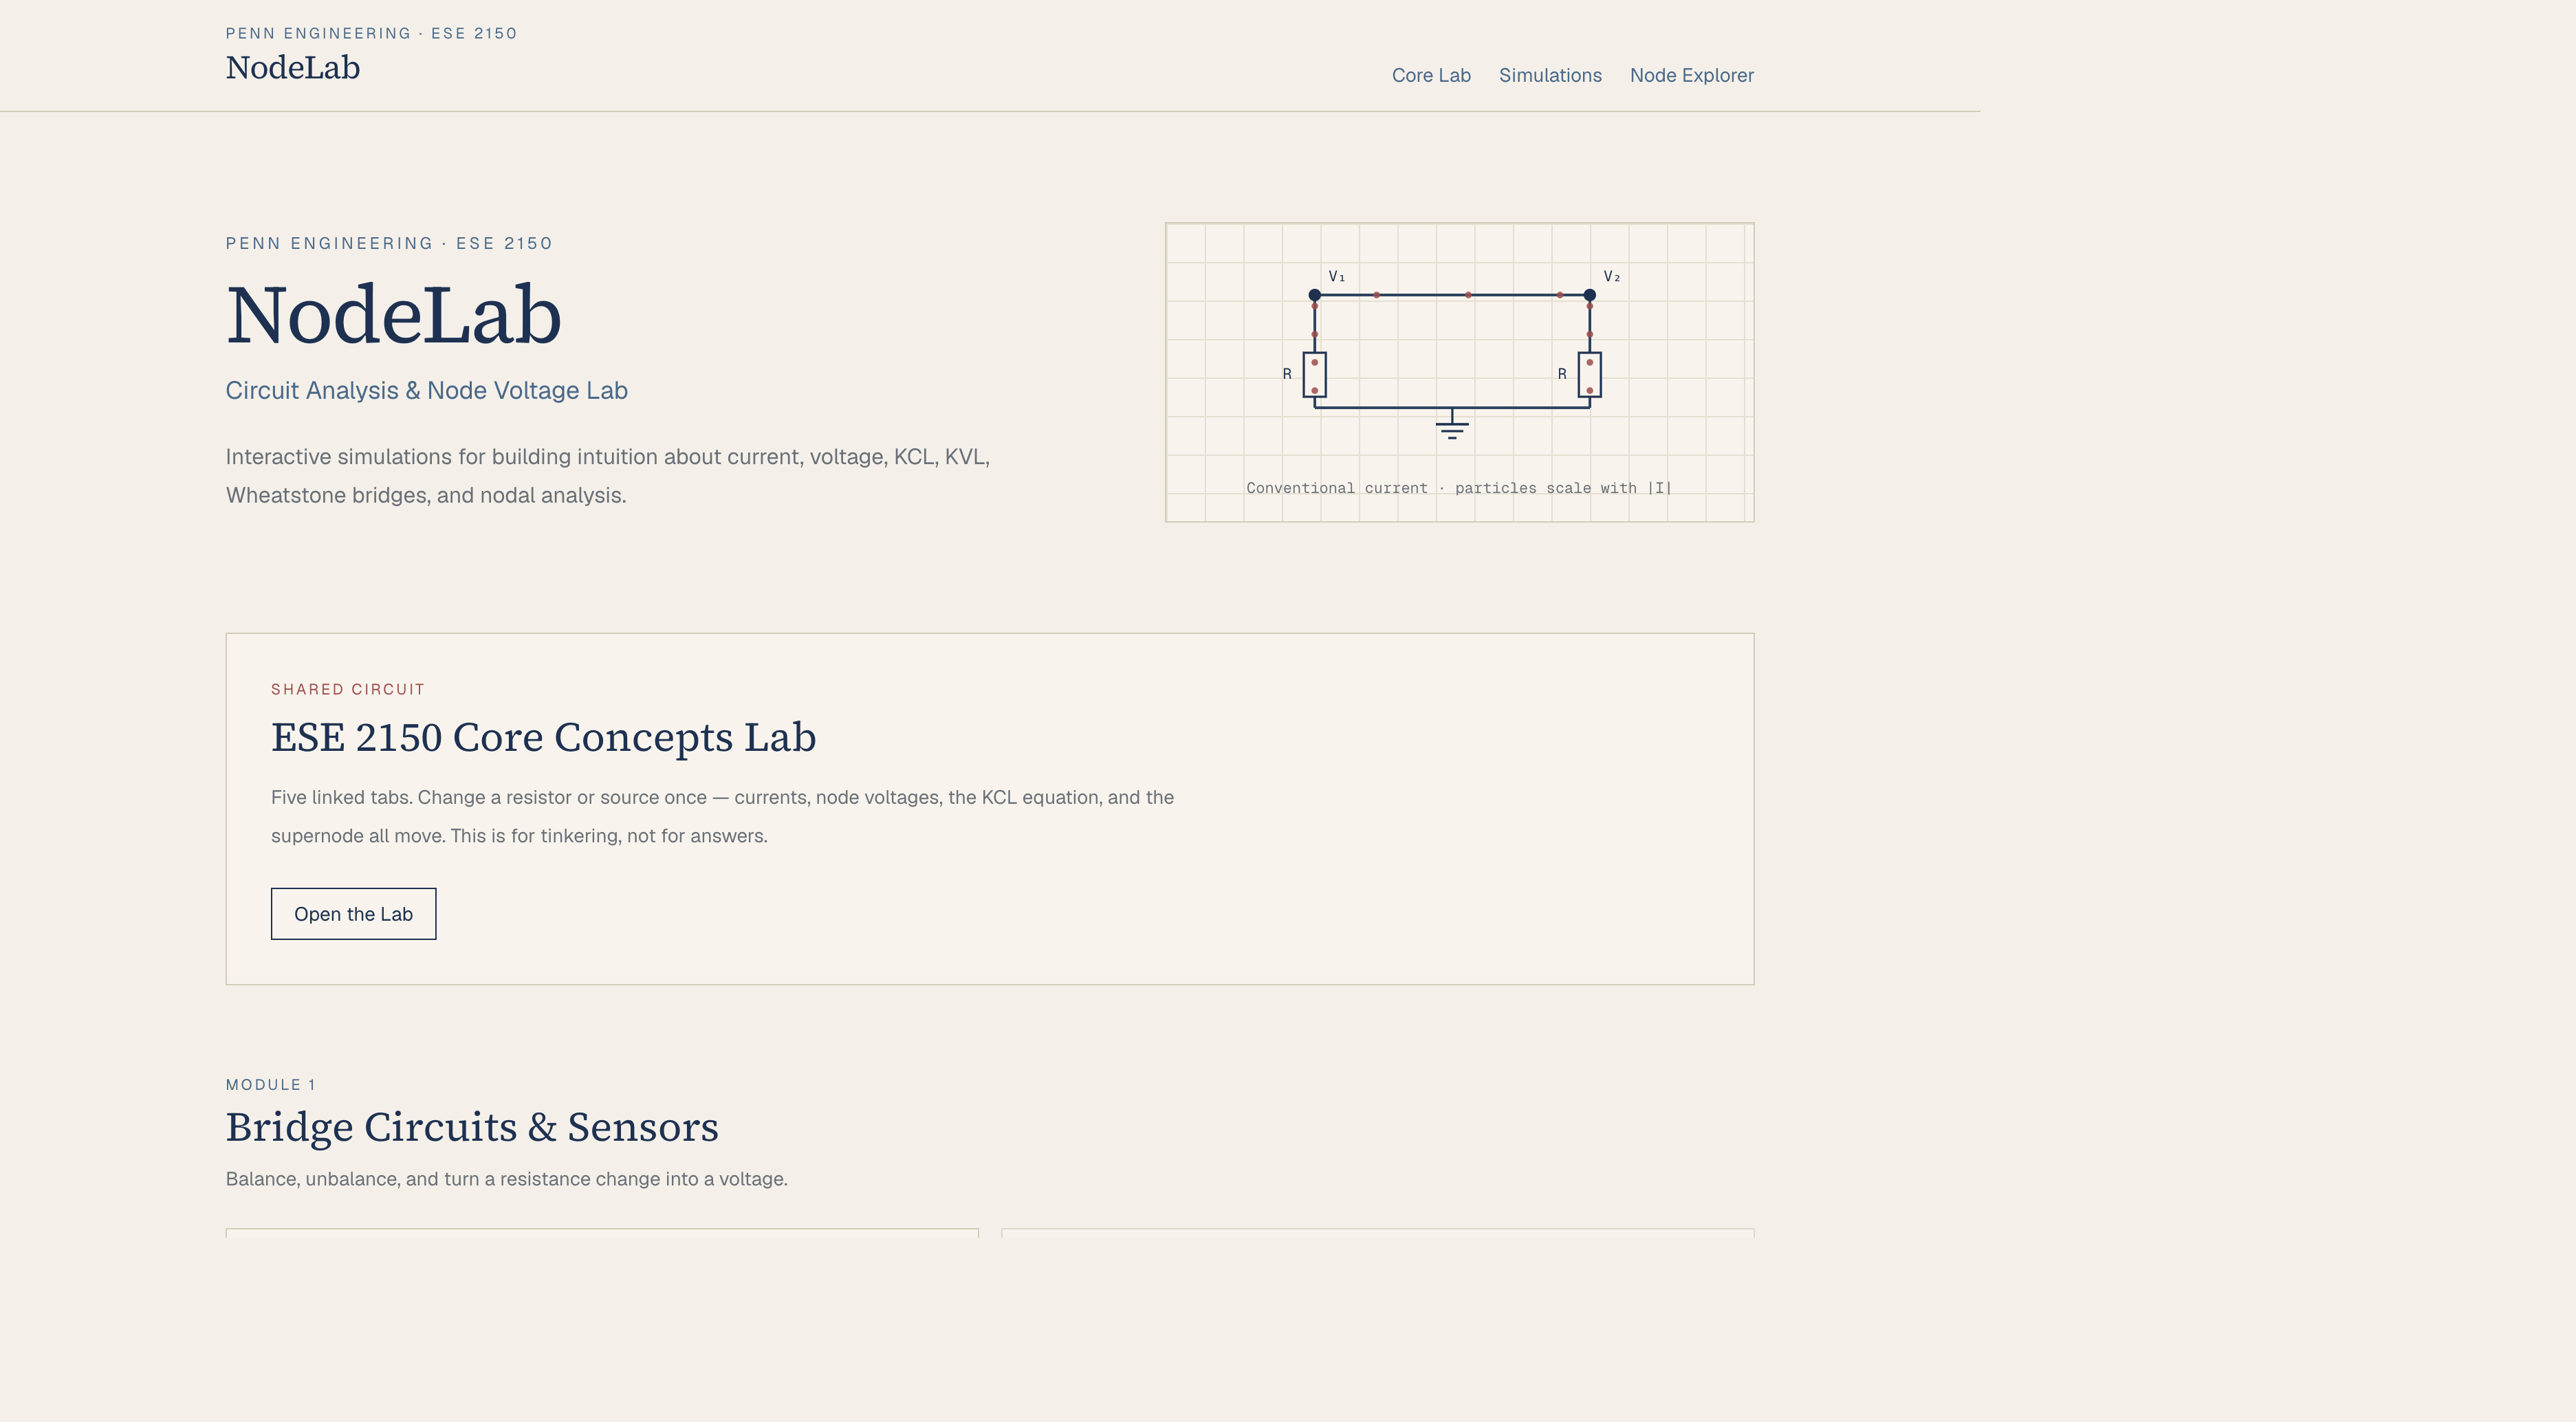 PENN ENGINEERING · ESE 2150
NodeLab
Core Lab Simulations Node Explorer
PENN ENGINEERING · ESE 2150
NodeLab
Circuit Analysis & Node Voltage Lab
Interactive simulations for building intuition about current, voltage, KCL, KVL,
Wheatstone bridges, and nodal analysis.
V₁ V₂
R R
Conventional current · particles scale with |I|
SHARED CIRCUIT
ESE 2150 Core Concepts Lab
Five linked tabs. Change a resistor or source once — currents, node voltages, the KCL equation, and the
supernode all move. This is for tinkering, not for answers.
Open the Lab
MODULE 1
Bridge Circuits & Sensors
Balance, unbalance, and turn a resistance change into a voltage.